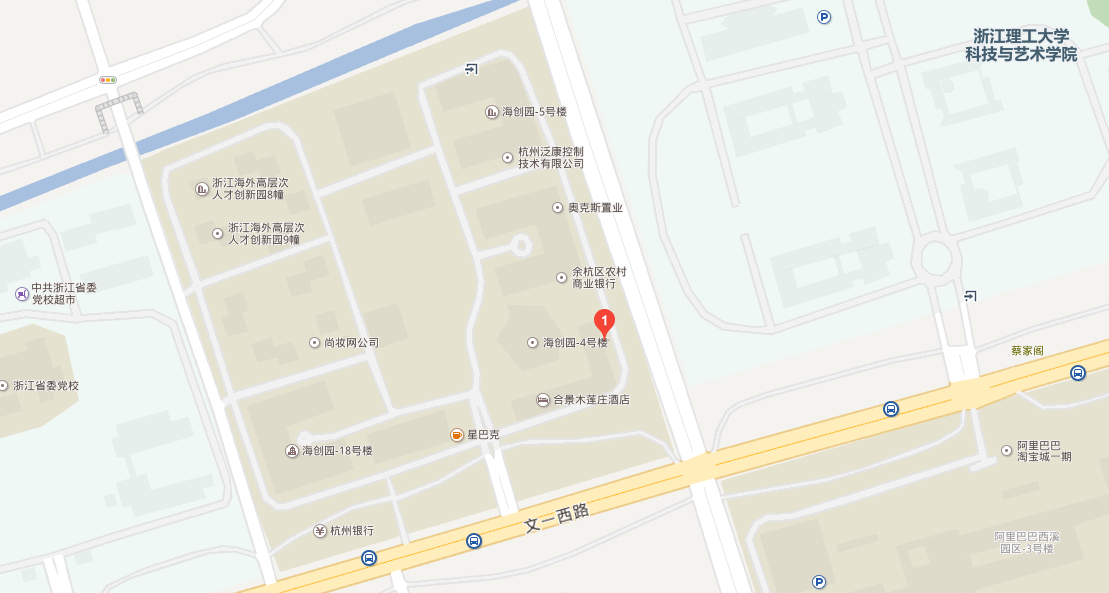 浙江理工大学
科技与艺术学院
海创园-5号楼
杭州泛康控制
技术有限公司
浙江海外高层次
人才创新园8幢
奥克斯置业
浙江海外高层次
人才创新园9幢
余杭区农村
商业银行
中共浙江省委
党校超市
1
海创园-4号楼
尚妆网公司
蔡家阁
浙江省委党校
合景木莲庄酒店
星巴克
海创园-18号楼
阿里巴巴
淘宝城一期
文一西路
杭州银行
阿里巴巴西溪
园区-3号楼
P
P